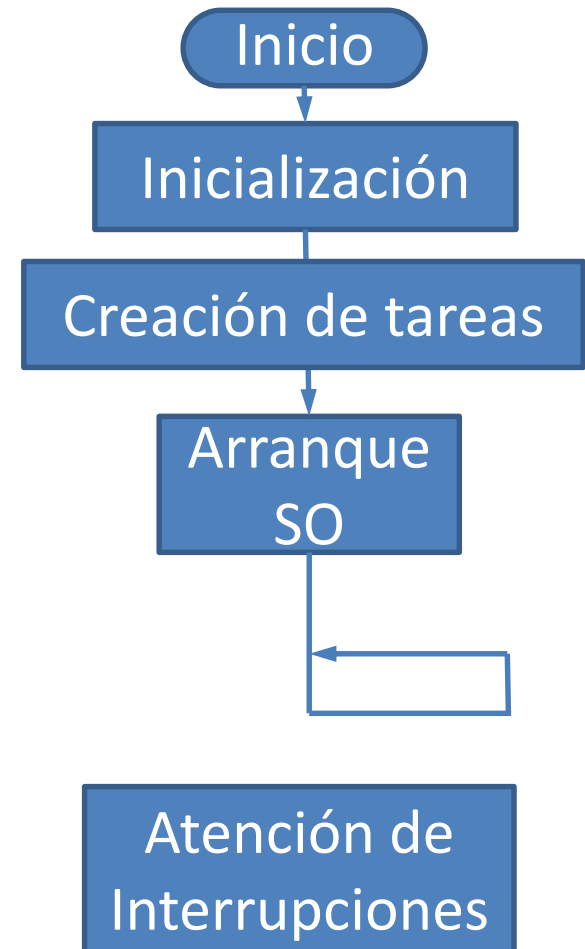 Inicio
Inicialización
Creación de tareas
Arranque
SO
Atención de
Interrupciones